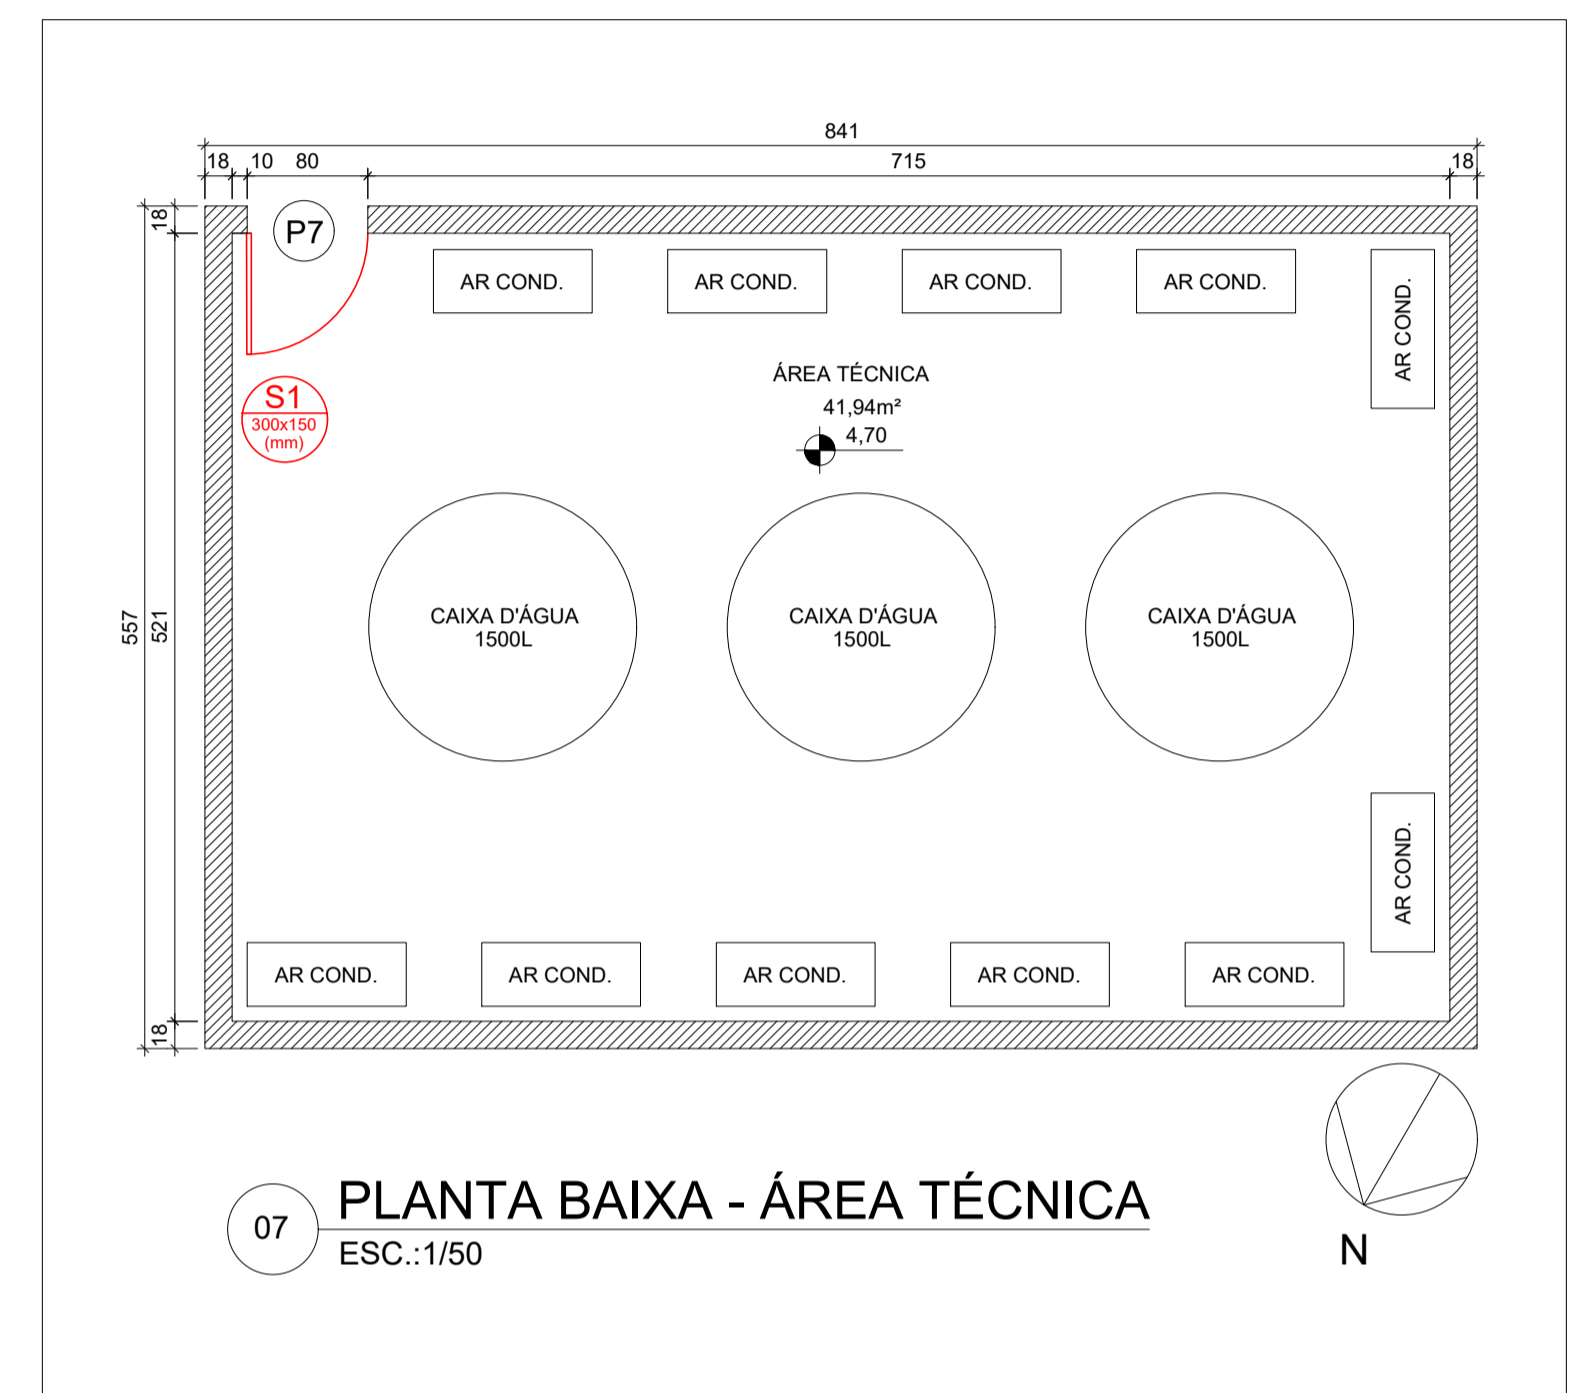 841
18 10 80 715 18
18
P7
AR COND. AR COND. AR COND. AR COND.
AR COND.
ÁREA TÉCNICA
41,94m²
4,70
S1
300x150
(mm)
557
521
CAIXA D'ÁGUA
1500L
CAIXA D'ÁGUA
1500L
CAIXA D'ÁGUA
1500L
AR COND.
AR COND. AR COND. AR COND. AR COND. AR COND.
18
07
PLANTA BAIXA - ÁREA TÉCNICA
ESC.:1/50
N